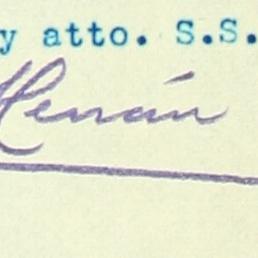 y atto. S.S.
Herrán